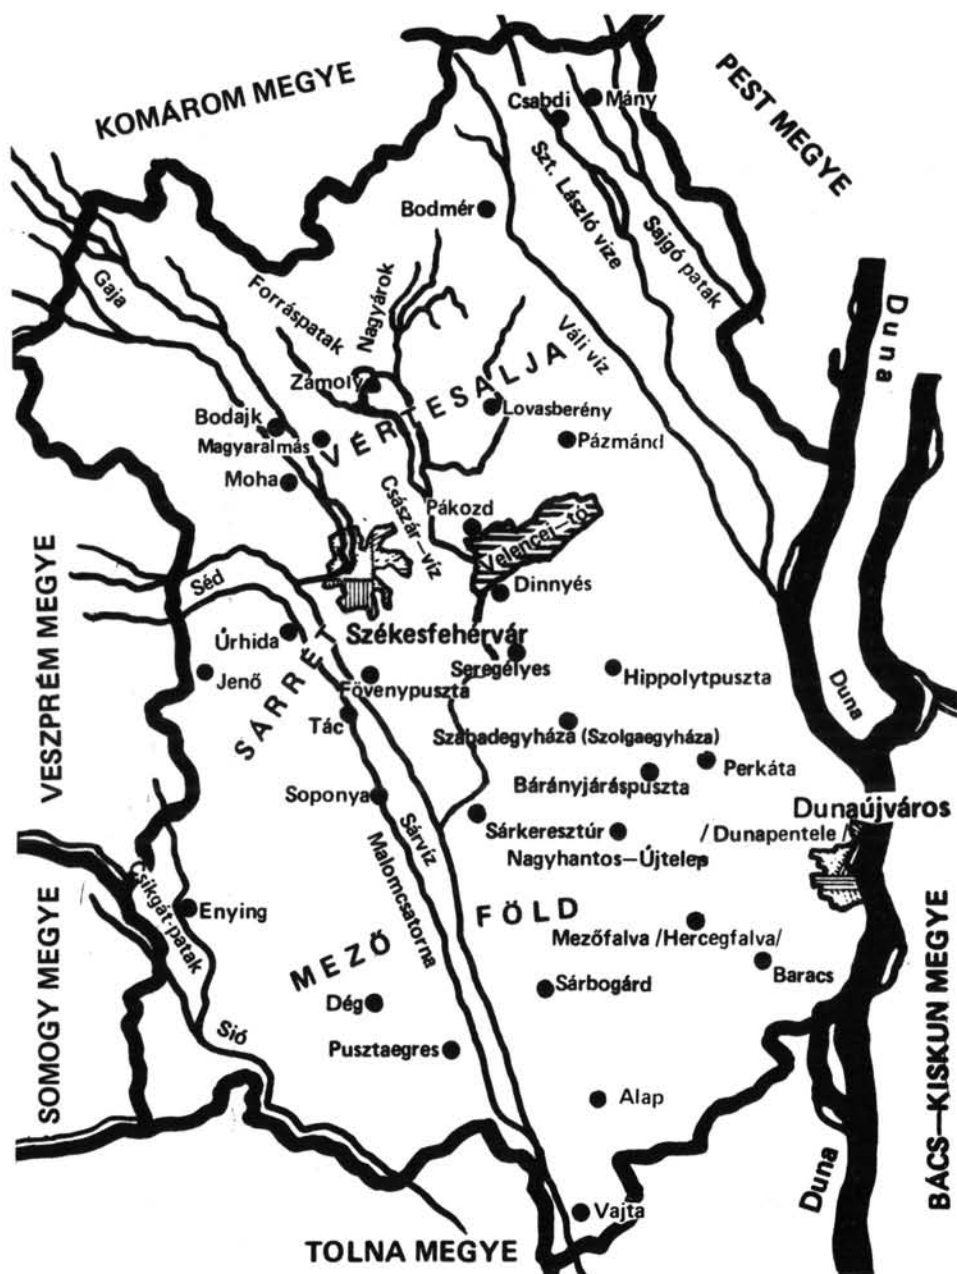 KOMÁROM MEGYE
PEST MEGYE
Csabdi
Mány
Szt. László vize
Sajgó patak
Bodmér
Gaja
Forráspatak
Nagyárok
Duna
Váli víz
Zámoly
VÉRTESALJA
Lovasberény
Bodajk
Magyaralmás
Pázmánd
Moha
Császár—víz
Pákozd
Velencei—tó
Dinnyés
Séd
VESZPRÉM MEGYE
Úrhida
Székesfehérvár
Seregélyes
Jenő
Fövenypuszta
Hippolytpuszta
SÁRRÉT
Tác
Duna
Szabadegyháza (Szolgaegyháza)
Perkáta
Bárányjáráspuszta
Soponya
Dunaújváros
/Dunapentele/
Sárkeresztúr
Sárvíz
Malomcsatorna
Nagyhantos—Újtelep
Csikgát-patak
Enying
SOMOGY MEGYE
MEZŐ FÖLD
Mezőfalva /Hercegfalva/
Baracs
BÁCS—KISKUN MEGYE
Dég
Sárbogárd
Sió
Pusztaegres
Alap
Duna
Vajta
TOLNA MEGYE